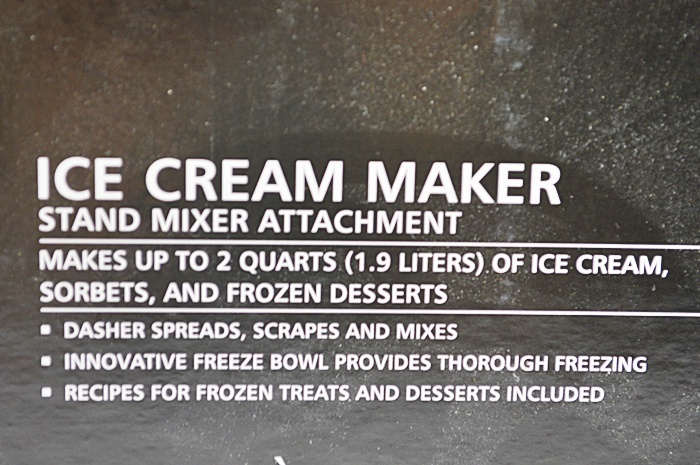 ICE CREAM MAKER
STAND MIXER ATTACHMENT
MAKES UP TO 2 QUARTS (1.9 LITERS) OF ICE CREAM,
SORBETS, AND FROZEN DESSERTS
▪ DASHER SPREADS, SCRAPES AND MIXES
▪ INNOVATIVE FREEZE BOWL PROVIDES THOROUGH FREEZING
▪ RECIPES FOR FROZEN TREATS AND DESSERTS INCLUDED